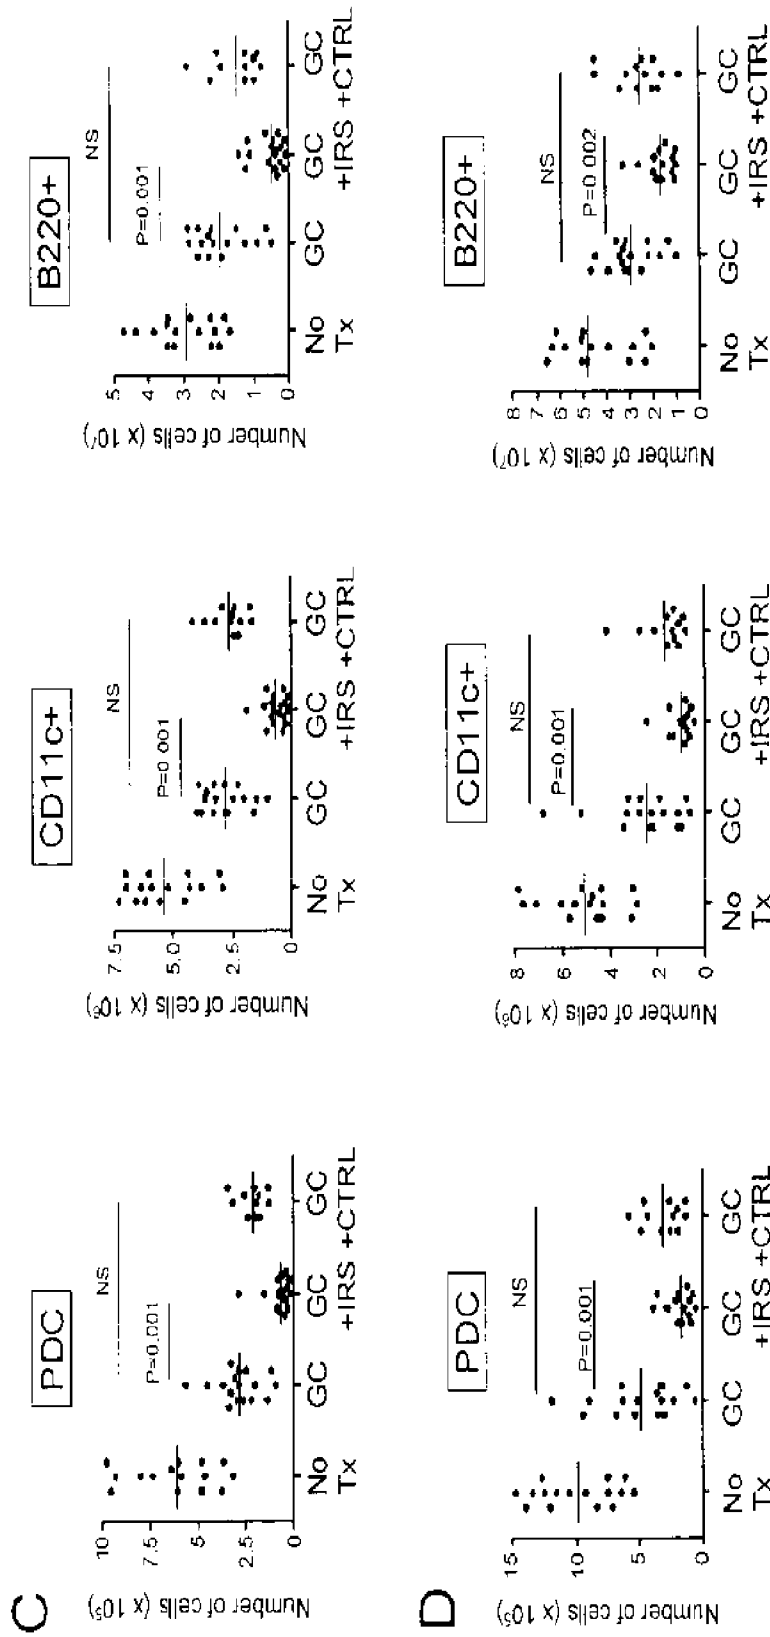 C
PDC
Number of cells (x 10⁵)
10
7.5
5
2.5
0
NS
P=0.001
No Tx
GC
GC +IRS
GC +CTRL
CD11c+
Number of cells (x 10⁶)
7.5
5.0
2.5
0
NS
P=0.001
No Tx
GC
GC +IRS
GC +CTRL
B220+
Number of cells (x 10⁷)
5
4
3
2
1
0
NS
P=0.001
No Tx
GC
GC +IRS
GC +CTRL
D
PDC
Number of cells (x 10⁵)
15
10
5
0
NS
P=0.001
No Tx
GC
GC +IRS
GC +CTRL
CD11c+
Number of cells (x 10⁶)
8
6
4
2
0
NS
P=0.001
No Tx
GC
GC +IRS
GC +CTRL
B220+
Number of cells (x 10⁷)
8
7
6
5
4
3
2
1
0
NS
P=0.002
No Tx
GC
GC +IRS
GC +CTRL